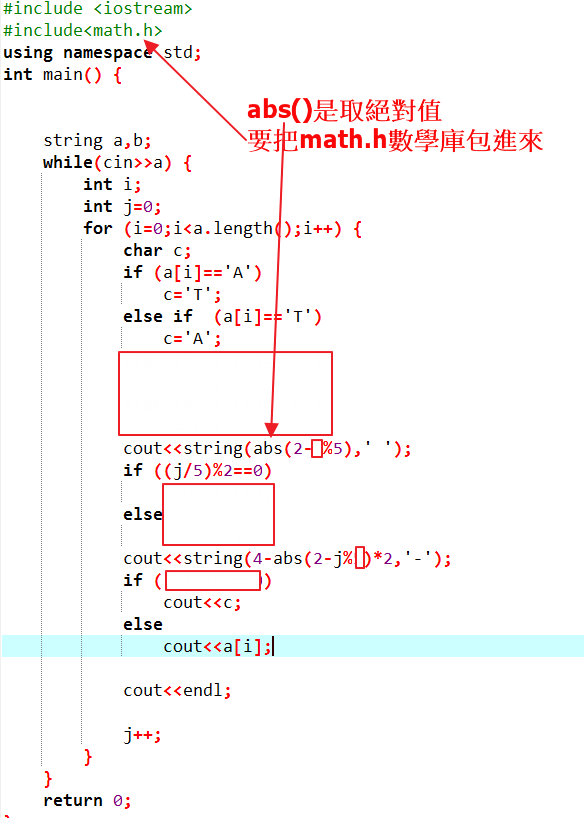 #include <iostream>
#include<math.h>
using namespace std;
int main() {
abs()是取絕對值
要把math.h數學庫包進來
string a,b;
while(cin>>a) {
int i;
int j=0;
for (i=0;i<a.length();i++) {
char c;
if (a[i]=='A')
c='T';
else if  (a[i]=='T')
c='A';
cout<<string(abs(2-%5),' ');
if ((j/5)%2==0)
else
cout<<string(4-abs(2-j%)*2,'-');
if ()
cout<<c;
else
cout<<a[i];
cout<<endl;
j++;
}
}
return 0;